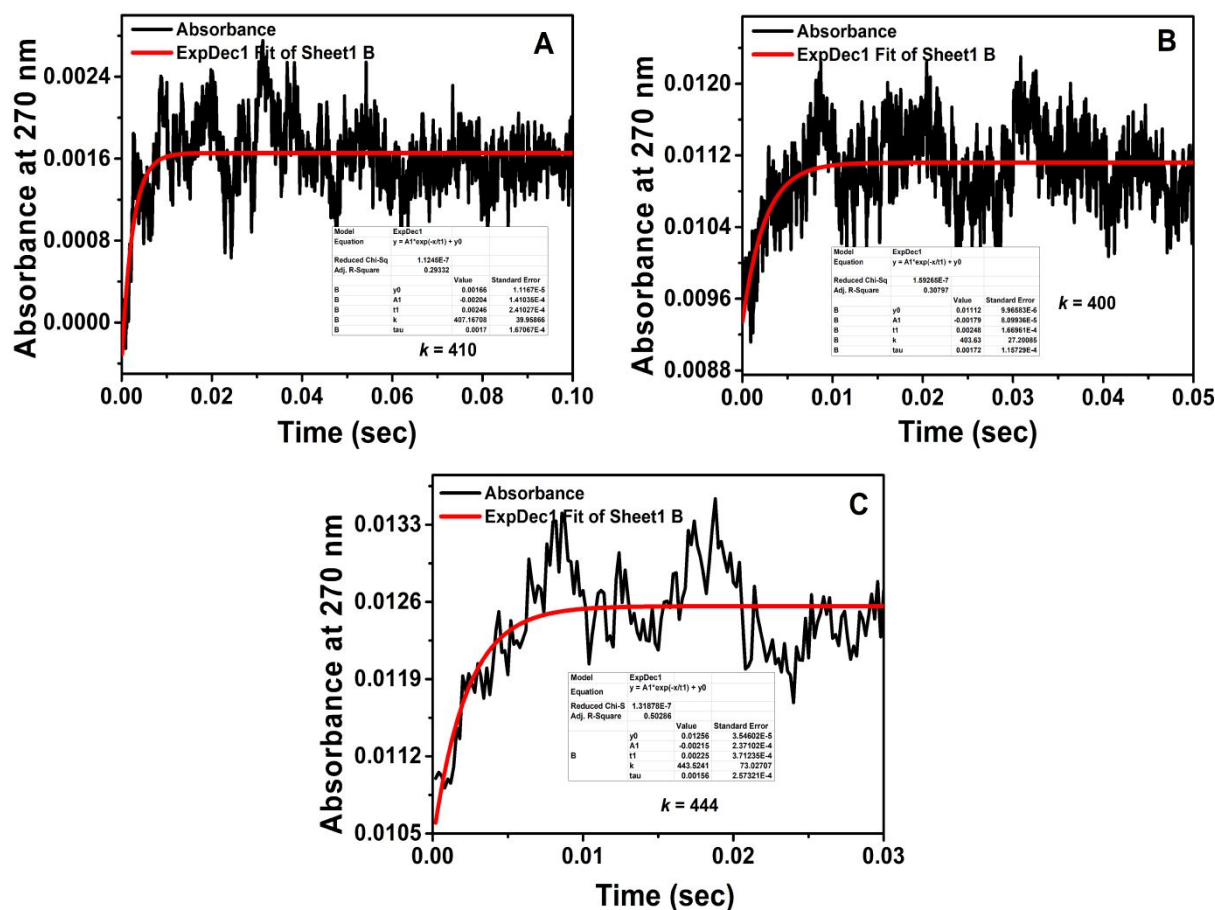 A
Absorbance
ExpDec1 Fit of Sheet1 B
Absorbance at 270 nm
0.0024
0.0016
0.0008
0.0000
Model ExpDec1
Equation y = A1*exp(-x/t1) + y0
Reduced Chi-Sq 1.1245E-7
Adj. R-Square 0.29332
Value Standard Error
B y0 0.00166 1.1167E-5
B A1 -0.00204 1.41035E-4
B t1 0.00246 2.41027E-4
B k 407.16708 39.95866
B tau 0.0017 1.67067E-4
k = 410
0.00 0.02 0.04 0.06 0.08 0.10
Time (sec)
B
Absorbance
ExpDec1 Fit of Sheet1 B
Absorbance at 270 nm
0.0120
0.0112
0.0104
0.0096
0.0088
Model ExpDec1
Equation y = A1*exp(-x/t1) + y0
Reduced Chi-Sq 1.59265E-7
Adj. R-Square 0.30797
Value Standard Error
B y0 0.01112 9.96583E-6
B A1 -0.00179 8.09936E-5
B t1 0.00248 1.66961E-4
B k 403.63 27.20085
B tau 0.00172 1.15729E-4
k = 400
0.00 0.01 0.02 0.03 0.04 0.05
Time (sec)
C
Absorbance
ExpDec1 Fit of Sheet1 B
Absorbance at 270 nm
0.0133
0.0126
0.0119
0.0112
0.0105
Model ExpDec1
Equation y = A1*exp(-x/t1) + y0
Reduced Chi-S 1.31878E-7
Adj. R-Square 0.50286
Value Standard Error
y0 0.01256 3.54602E-5
A1 -0.00215 2.37102E-4
B t1 0.00225 3.71235E-4
k 443.5241 73.02707
tau 0.00156 2.57321E-4
k = 444
0.00 0.01 0.02 0.03
Time (sec)